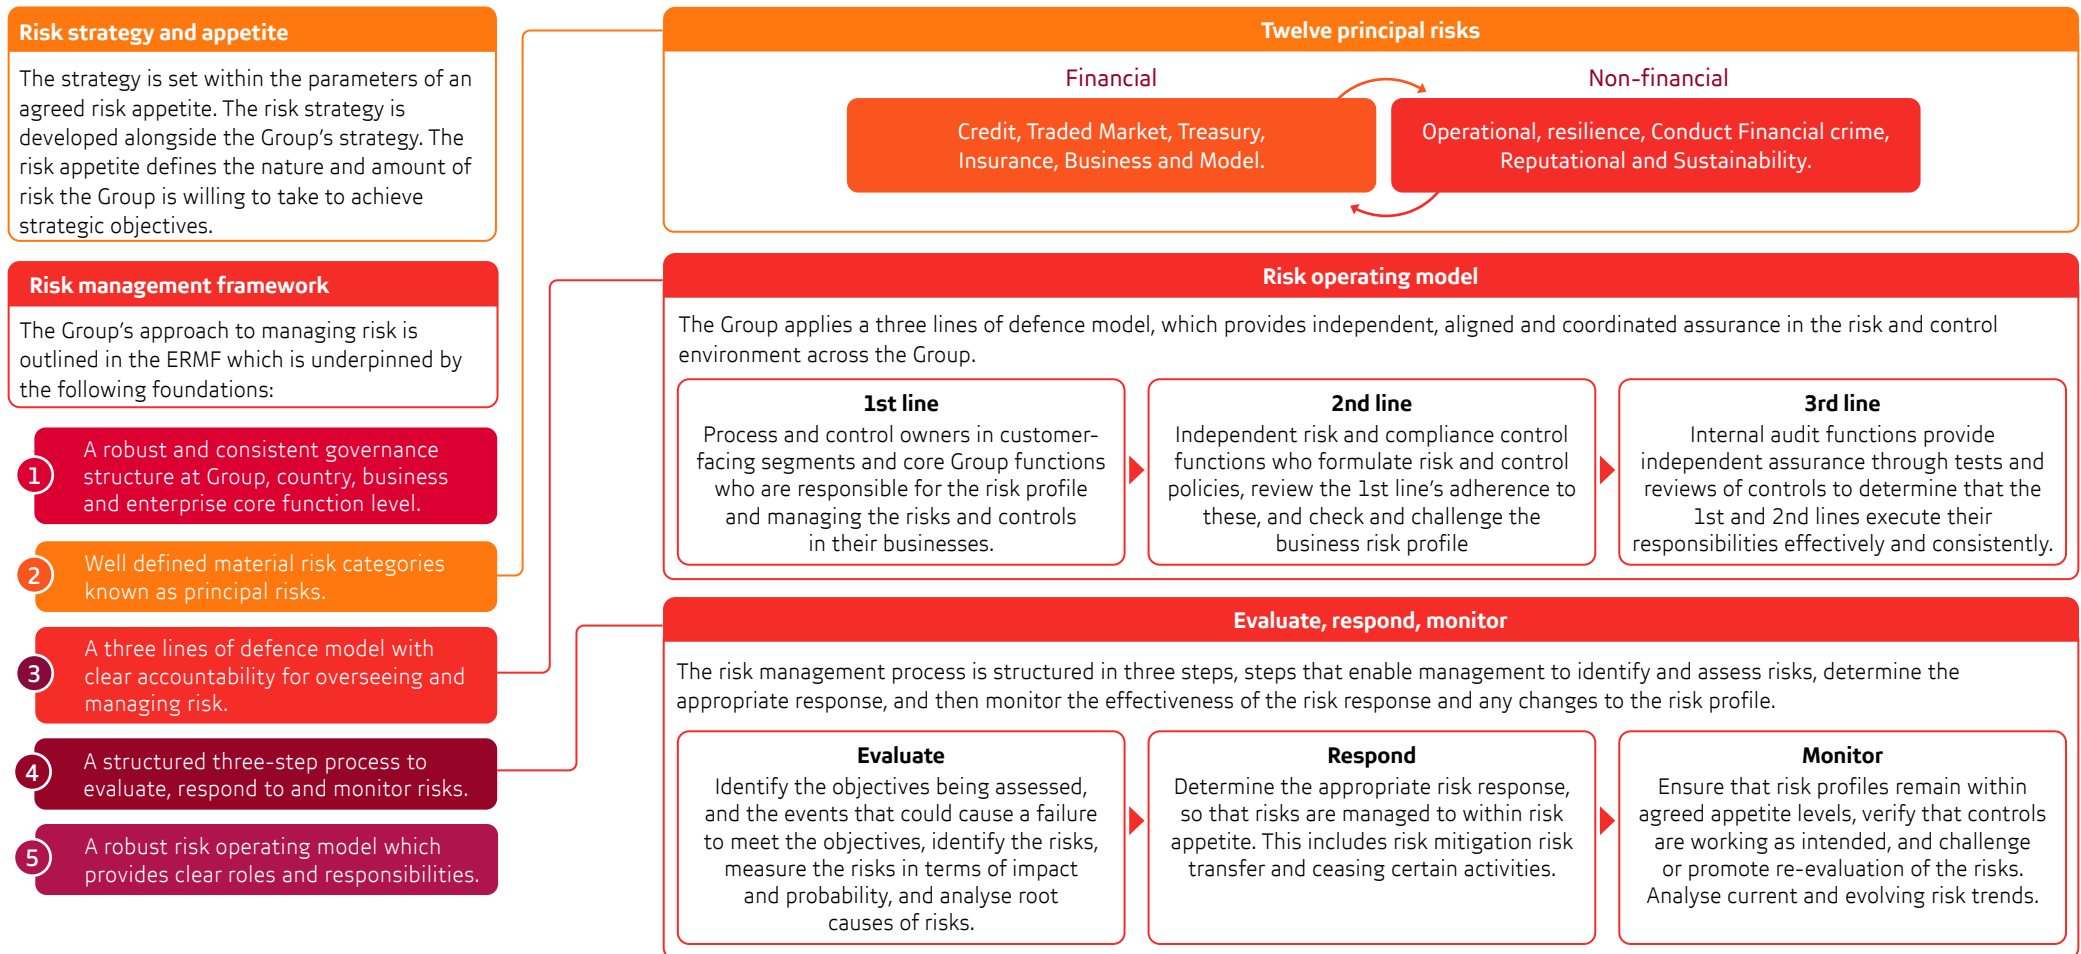 Risk strategy and appetite
The strategy is set within the parameters of an
agreed risk appetite. The risk strategy is
developed alongside the Group's strategy. The
risk appetite defines the nature and amount of
risk the Group is willing to take to achieve
strategic objectives.
Risk management framework
The Group's approach to managing risk is
outlined in the ERMF which is underpinned by
the following foundations:
1
A robust and consistent governance
structure at Group, country, business
and enterprise core function level.
2
Well defined material risk categories
known as principal risks.
3
A three lines of defence model with
clear accountability for overseeing and
managing risk.
4
A structured three-step process to
evaluate, respond to and monitor risks.
5
A robust risk operating model which
provides clear roles and responsibilities.
Twelve principal risks
Financial
Credit, Traded Market, Treasury,
Insurance, Business and Model.
Non-financial
Operational, resilience, Conduct Financial crime,
Reputational and Sustainability.
Risk operating model
The Group applies a three lines of defence model, which provides independent, aligned and coordinated assurance in the risk and control
environment across the Group.
1st line
Process and control owners in customer-
facing segments and core Group functions
who are responsible for the risk profile
and managing the risks and controls
in their businesses.
2nd line
Independent risk and compliance control
functions who formulate risk and control
policies, review the 1st line's adherence to
these, and check and challenge the
business risk profile
3rd line
Internal audit functions provide
independent assurance through tests and
reviews of controls to determine that the
1st and 2nd lines execute their
responsibilities effectively and consistently.
Evaluate, respond, monitor
The risk management process is structured in three steps, steps that enable management to identify and assess risks, determine the
appropriate response, and then monitor the effectiveness of the risk response and any changes to the risk profile.
Evaluate
Identify the objectives being assessed,
and the events that could cause a failure
to meet the objectives, identify the risks,
measure the risks in terms of impact
and probability, and analyse root
causes of risks.
Respond
Determine the appropriate risk response,
so that risks are managed to within risk
appetite. This includes risk mitigation risk
transfer and ceasing certain activities.
Monitor
Ensure that risk profiles remain within
agreed appetite levels, verify that controls
are working as intended, and challenge
or promote re-evaluation of the risks.
Analyse current and evolving risk trends.